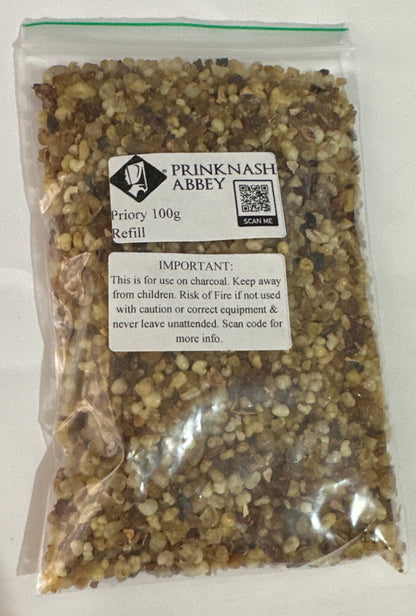 PRINKNASH
ABBEY
SCAN ME
Priory 100g
Refill
IMPORTANT:
This is for use on charcoal. Keep away
from children. Risk of Fire if not used
with caution or correct equipment &
never leave unattended. Scan code for
more info.